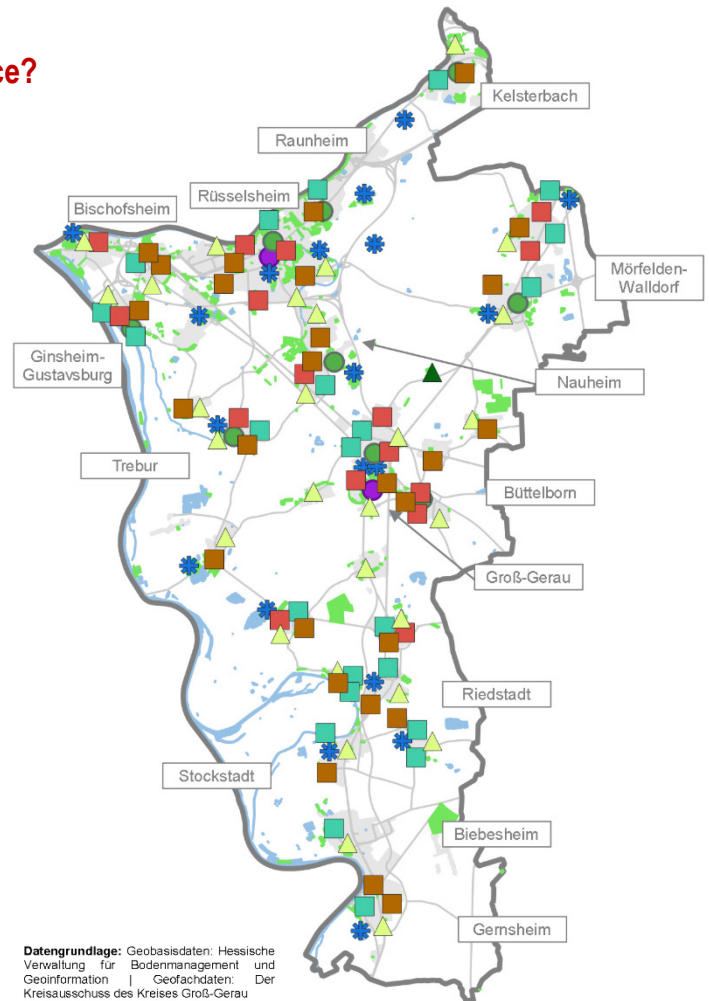 ce?
Kelsterbach
Raunheim
Rüsselsheim
Bischofsheim
Mörfelden-
Walldorf
Ginsheim-
Gustavsburg
Nauheim
Trebur
Büttelborn
Groß-Gerau
Riedstadt
Stockstadt
Biebesheim
Gernsheim
Datengrundlage: Geobasisdaten: Hessische
Verwaltung für Bodenmanagement und
Geoinformation | Geofachdaten: Der
Kreisausschuss des Kreises Groß-Gerau